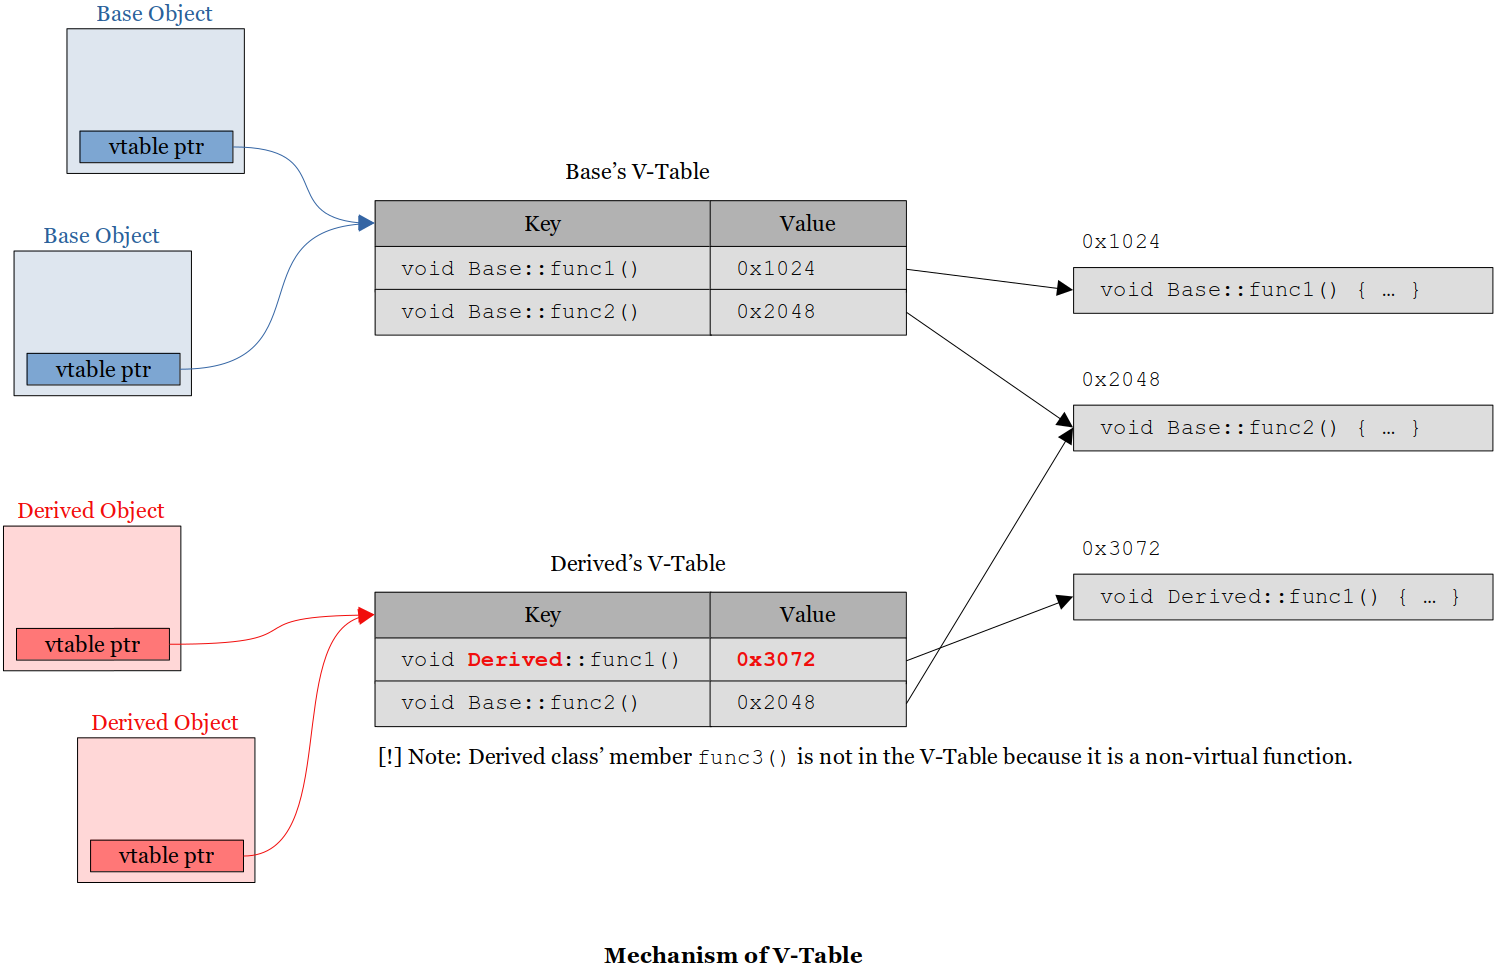 Base Object
vtable ptr
Base Object
vtable ptr
Base’s V-Table
Key Value
void Base::func1() 0x1024
void Base::func2() 0x2048
0x1024
void Base::func1() { … }
0x2048
void Base::func2() { … }
Derived Object
vtable ptr
Derived Object
vtable ptr
Derived’s V-Table
Key Value
void Derived::func1() 0x3072
void Base::func2() 0x2048
[!] Note: Derived class’ member func3() is not in the V-Table because it is a non-virtual function.
0x3072
void Derived::func1() { … }
Mechanism of V-Table